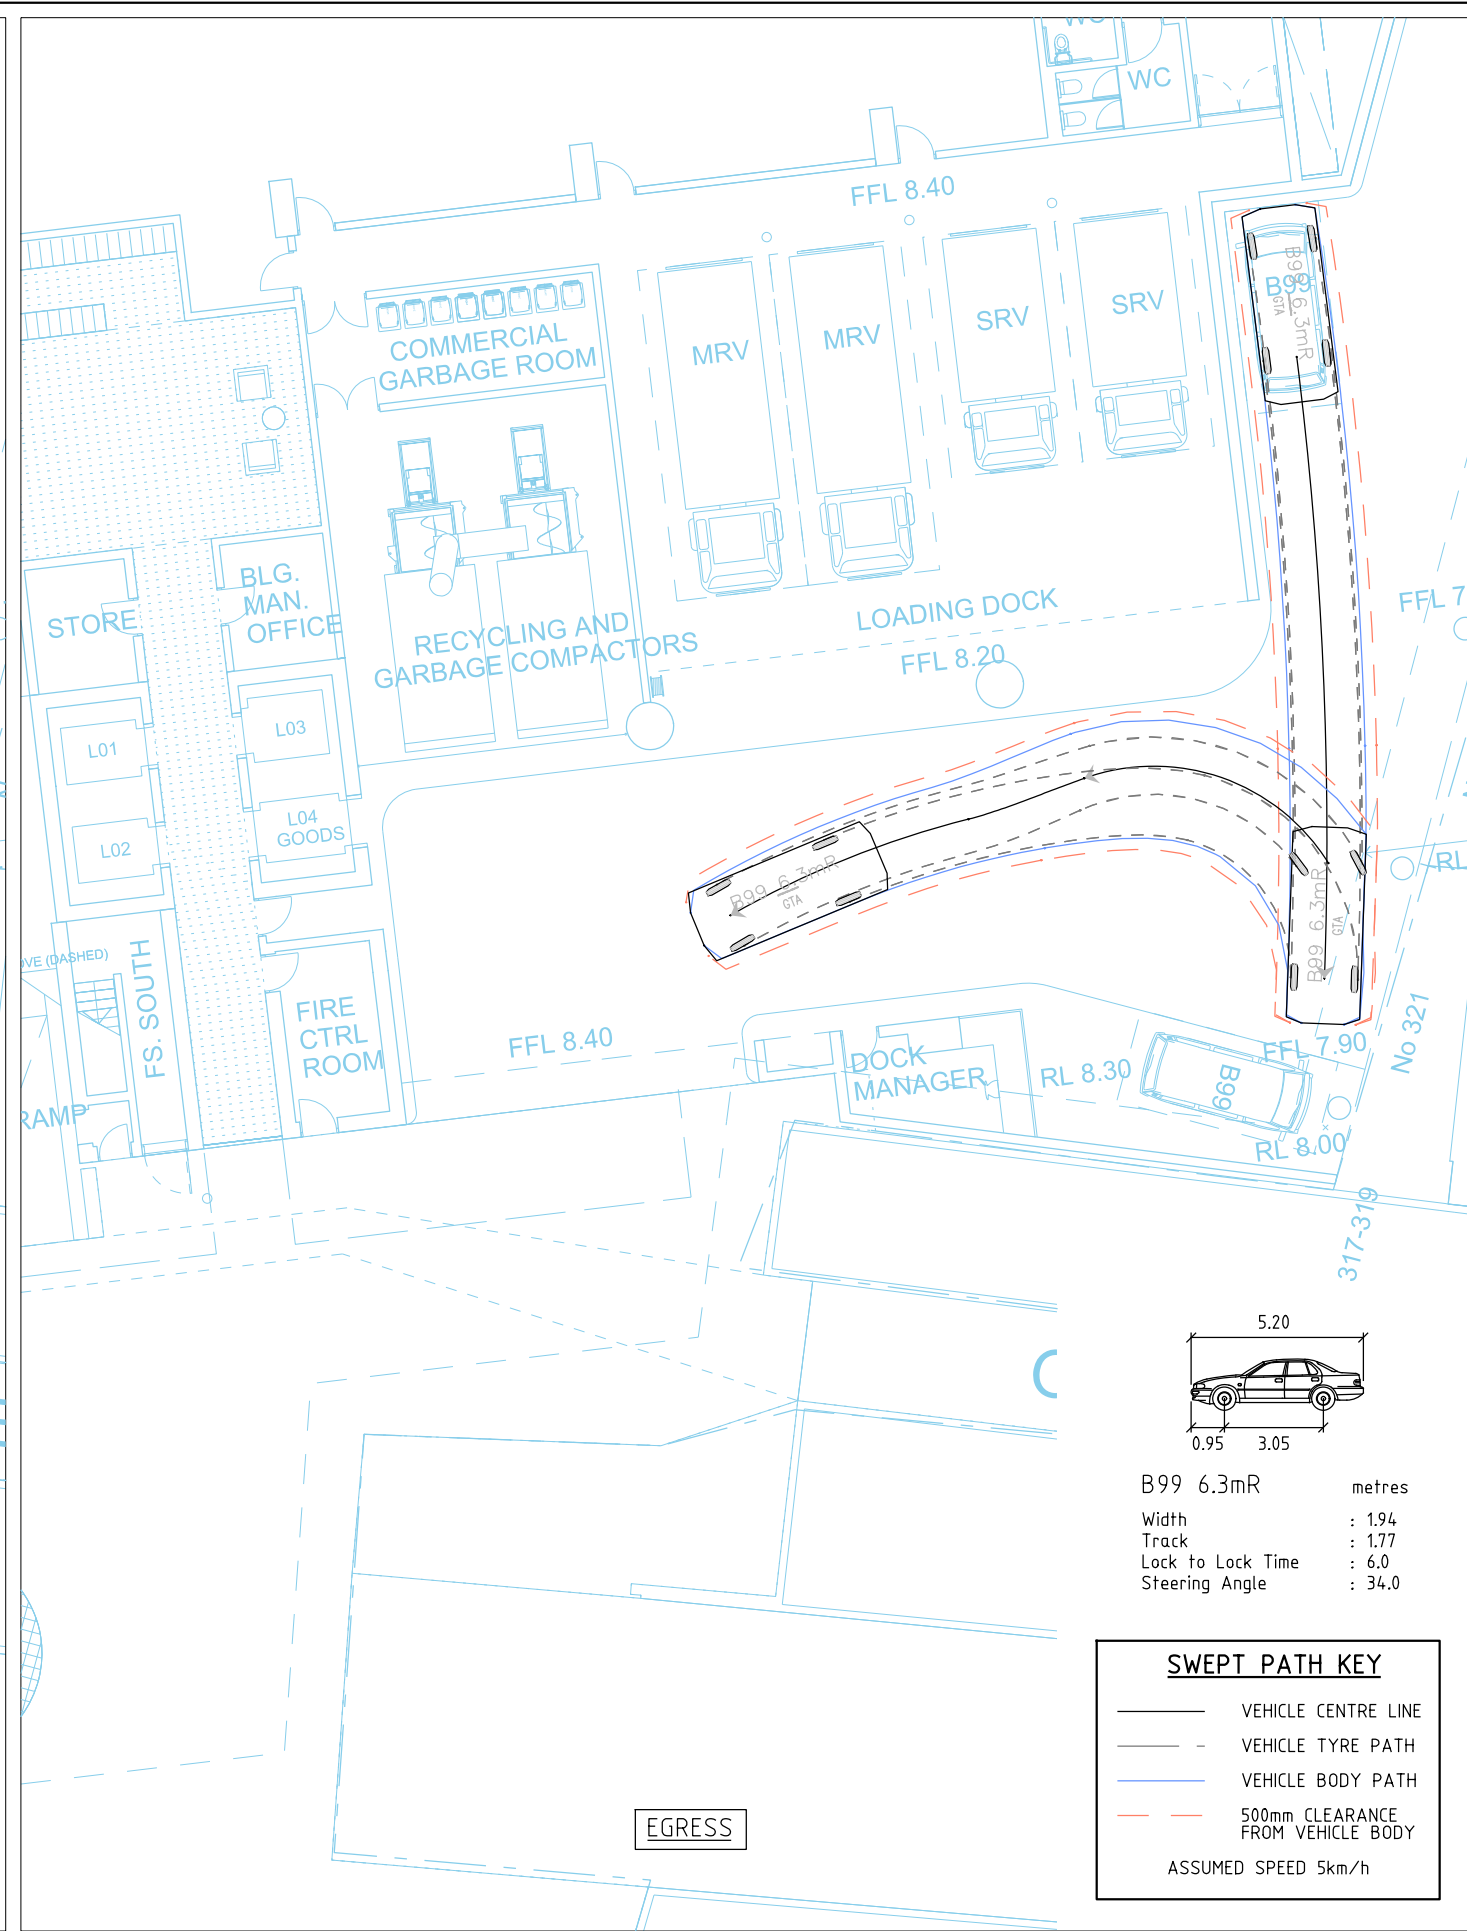 WC
WC
FFL 8.40
B99
B99 6.3mR
GTA
COMMERCIAL
GARBAGE ROOM
MRV
MRV
SRV
SRV
STORE
BLG.
MAN.
OFFICE
RECYCLING AND
GARBAGE COMPACTORS
LOADING DOCK
FFL 8.20
FFL 7
L01
L03
L02
L04
GOODS
B99 6.3mR
GTA
B99 6.3mR
GTA
RL
(DASHED)
FS. SOUTH
FIRE
CTRL
ROOM
FFL 8.40
DOCK
MANAGER
RL 8.30
B99
FFL 7.90
No 321
RAMP
RL 8.00
317-319
5.20
0.95
3.05
B99 6.3mR metres
Width : 1.94
Track : 1.77
Lock to Lock Time : 6.0
Steering Angle : 34.0
SWEPT PATH KEY
VEHICLE CENTRE LINE
VEHICLE TYRE PATH
VEHICLE BODY PATH
500mm CLEARANCE
FROM VEHICLE BODY
ASSUMED SPEED 5km/h
EGRESS